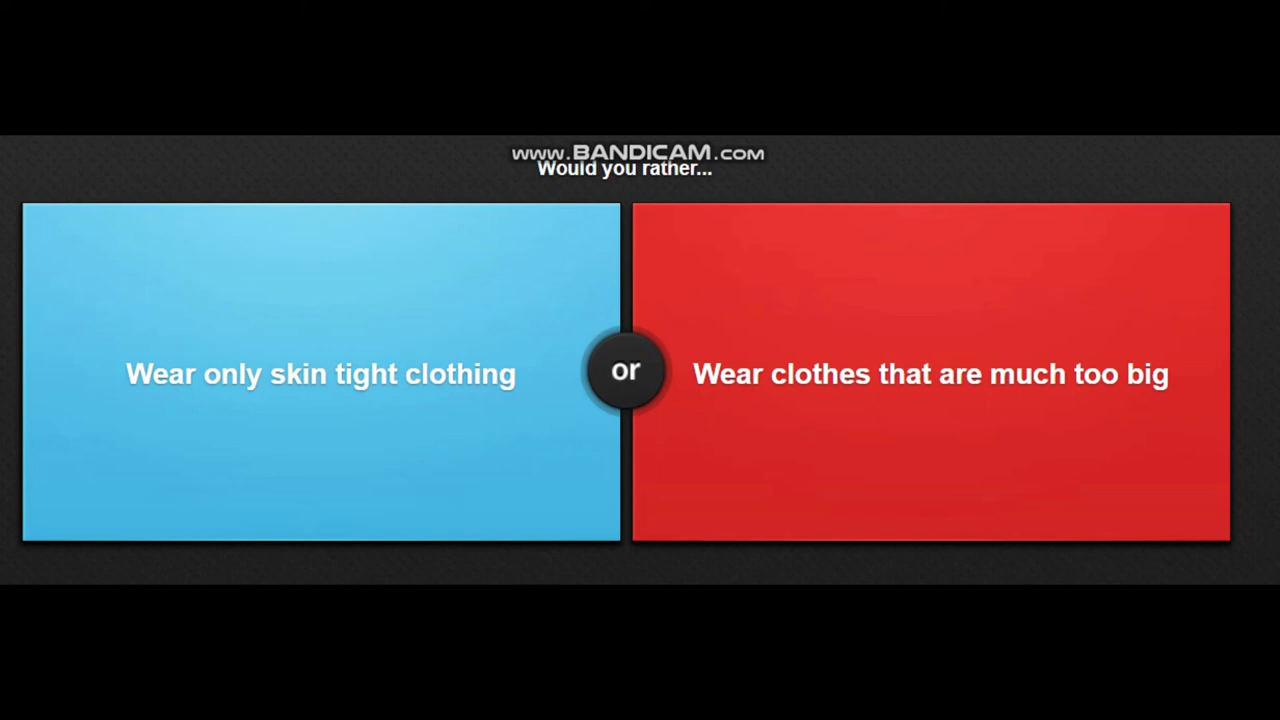 www.BANDICAM.com
Would you rather...
Wear only skin tight clothing
or
Wear clothes that are much too big